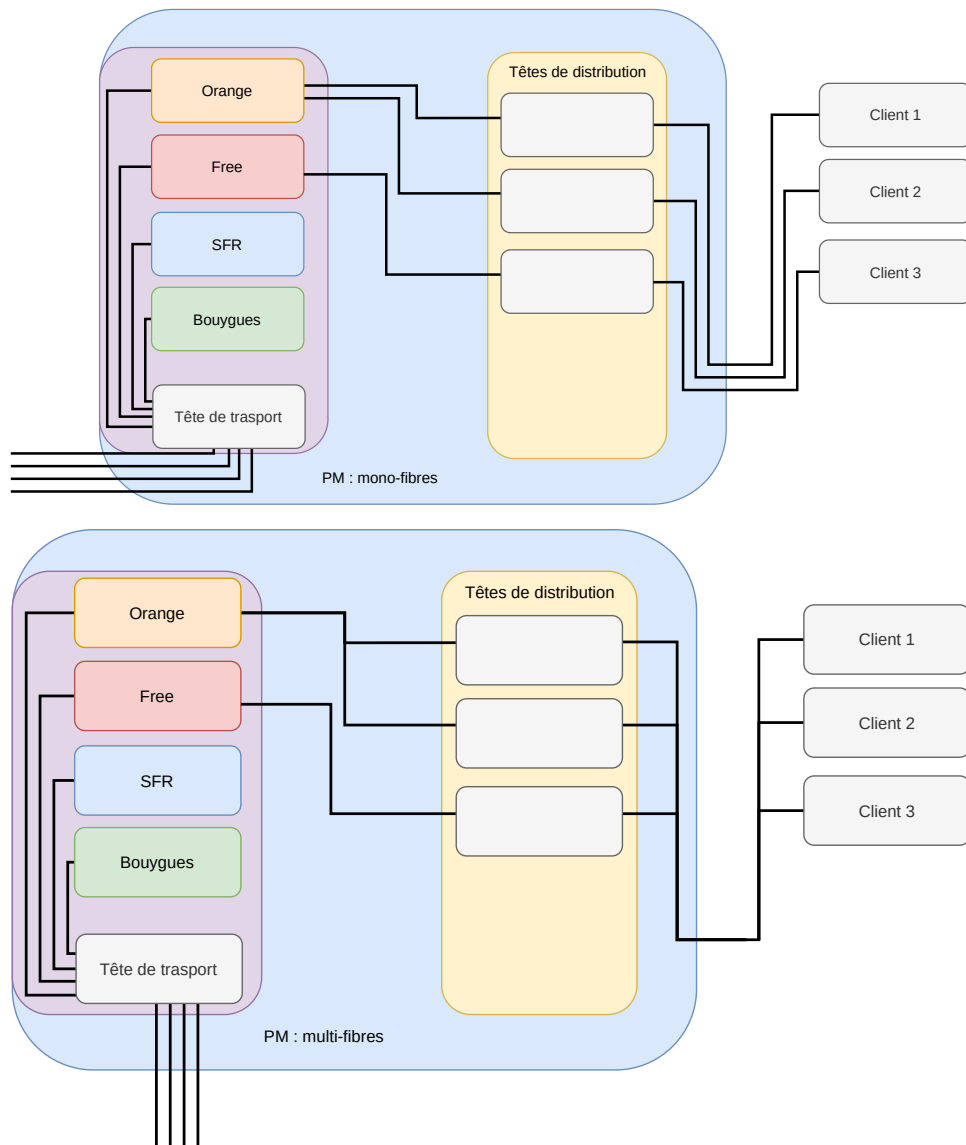 Têtes de distribution
Orange
Free
SFR
Bouygues
Tête de trasport
Client 1
Client 2
Client 3
PM : mono-fibres
Têtes de distribution
Orange
Free
SFR
Bouygues
Tête de trasport
Client 1
Client 2
Client 3
PM : multi-fibres